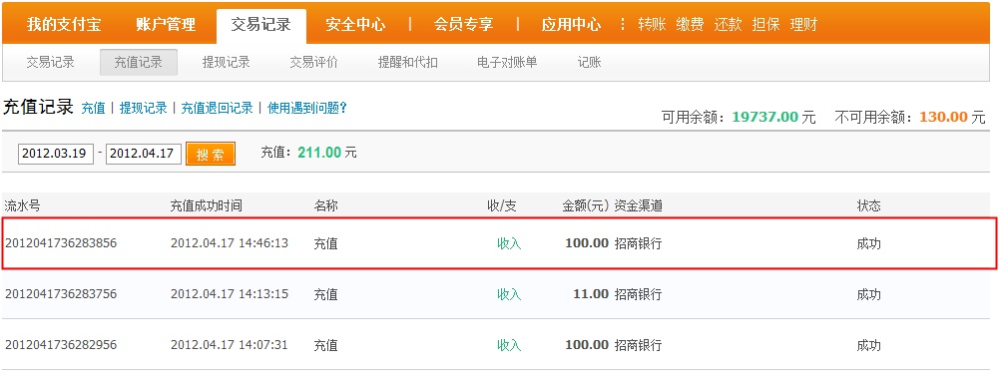 我的支付宝 账户管理 交易记录 安全中心 | 会员专享 | 应用中心 ⋮ 转账 缴费 还款 担保 理财
交易记录 充值记录 提现记录 交易评价 提醒和代扣 电子对账单 记账
充值记录 充值 | 提现记录 | 充值退回记录 | 使用遇到问题?
可用余额：19737.00 元 不可用余额：130.00 元
2012.03.19 - 2012.04.17 搜 索 充值：211.00 元
流水号 充值成功时间 名称 收/支 金额(元) 资金渠道 状态
2012041736283856 2012.04.17 14:46:13 充值 收入 100.00 招商银行 成功
2012041736283756 2012.04.17 14:13:15 充值 收入 11.00 招商银行 成功
2012041736282956 2012.04.17 14:07:31 充值 收入 100.00 招商银行 成功